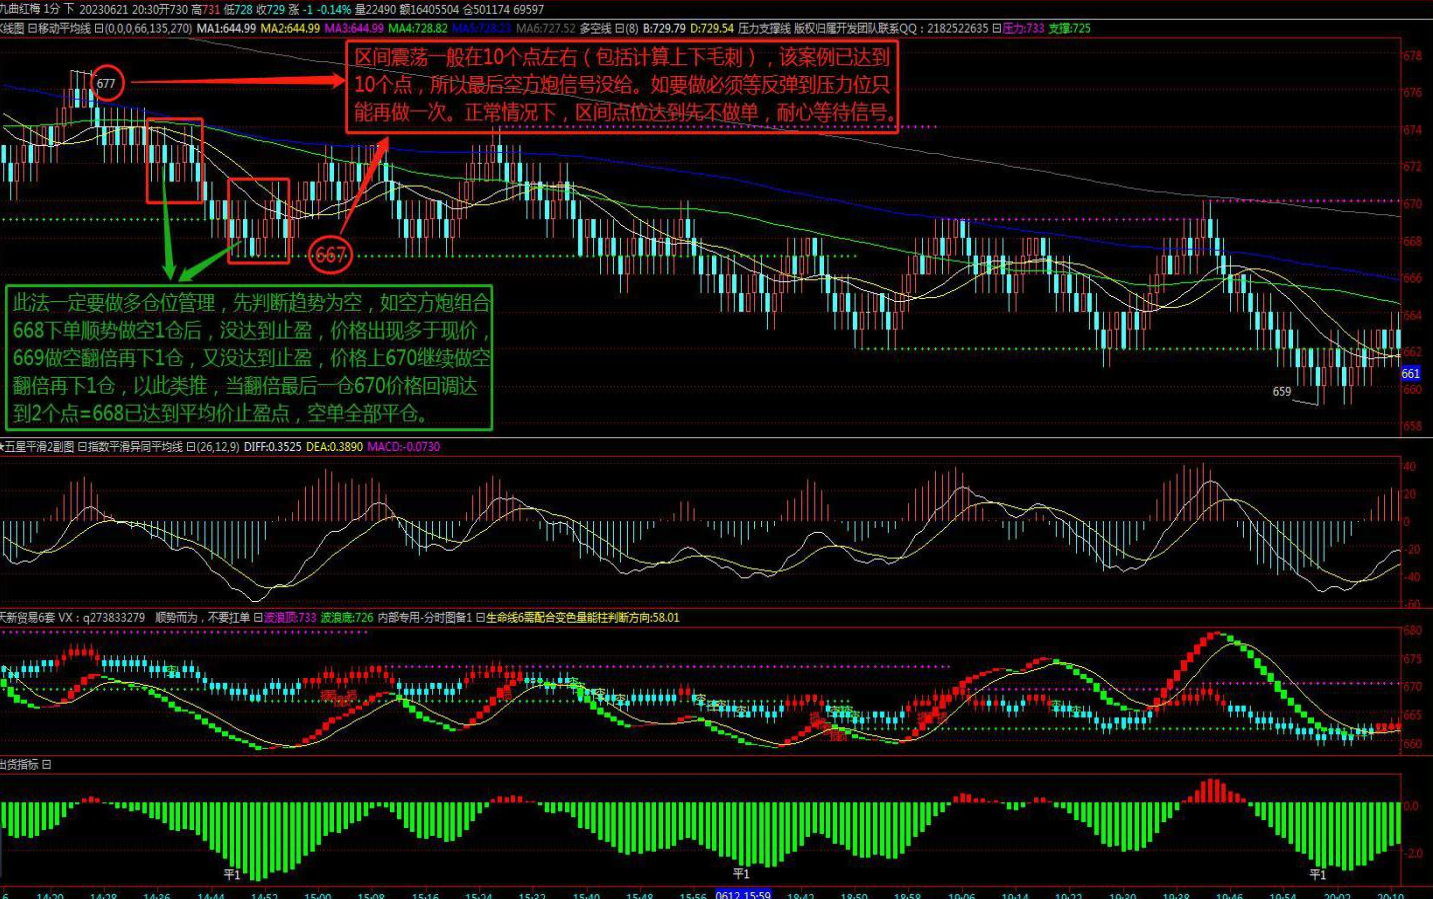 九曲红梅 1分 下 20230621 20:30开730 高731 低728 收729 涨 -1 -0.14% 量22490 额16405504 仓501174 69597
K线图 日移动平均线 日(0,0,0,66,135,270) MA1:644.99 MA2:644.99 MA3:644.99 MA4:728.82 MA5:728.23 MA6:727.52 多空线 日(8) B:729.79 D:729.54 压力支撑线 版权归属开发团队联系QQ：2182522635 日压力:733 支撑:725
677
区间震荡一般在10个点左右（包括计算上下毛刺），该案例已达到
10个点，所以最后空方炮信号没给。如要做必须等反弹到压力位只
能再做一次。正常情况下，区间点位达到先不做单，耐心等待信号。
667
此法一定要做多仓位管理，先判断趋势为空，如空方炮组合
668下单顺势做空1仓后，没达到止盈，价格出现多于现价，
669做空翻倍再下1仓，又没达到止盈，价格上670继续做空
翻倍再下1仓，以此类推，当翻倍最后一仓670价格回调达
到2个点=668已达到平均价止盈点，空单全部平仓。
659
678
676
674
672
670
668
666
664
662
661
660
658
★五星平滑2副图 日指数平滑异同平均线 日(26,12,9) DIFF:0.3525 DEA:0.3890 MACD:-0.0730
40
20
0
-20
-40
-60
天新贸易6套 VX：q273833279 顺势而为，不要扛单 日波浪顶:733 波浪底:726 内部专用-分时图备1 日生命线6需配合变色量能柱判断方向:58.01
680
675
670
665
660
出货指标 日
0.0
-2.0
平1 平1 平1
14:20 14:28 14:36 14:44 14:52 15:00 15:08 15:16 15:24 15:32 15:40 15:48 15:56 0612 15:59 18:42 18:50 18:58 19:06 19:14 19:22 19:30 19:38 19:46 19:54 20:02 20:10